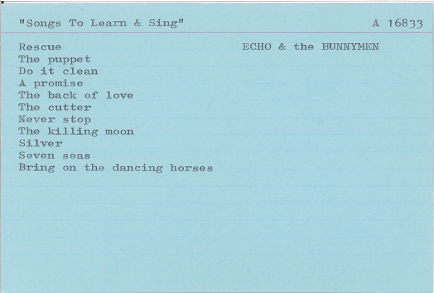 "Songs To Learn & Sing" A 16833
Rescue ECHO & the BUNNYMEN
The puppet
Do it clean
A promise
The back of love
The cutter
Never stop
The killing moon
Silver
Seven seas
Bring on the dancing horses